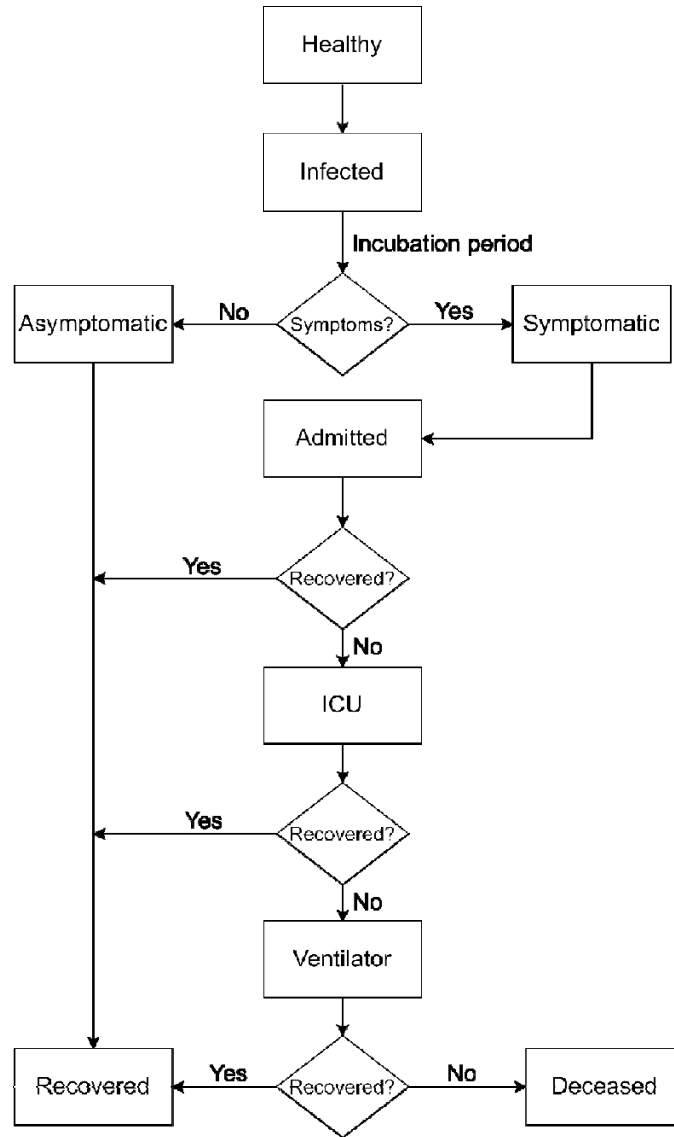 Healthy
Infected
Incubation period
Asymptomatic
No
Symptoms?
Yes
Symptomatic
Admitted
Yes
Recovered?
No
ICU
Yes
Recovered?
No
Ventilator
Recovered
Yes
Recovered?
No
Deceased